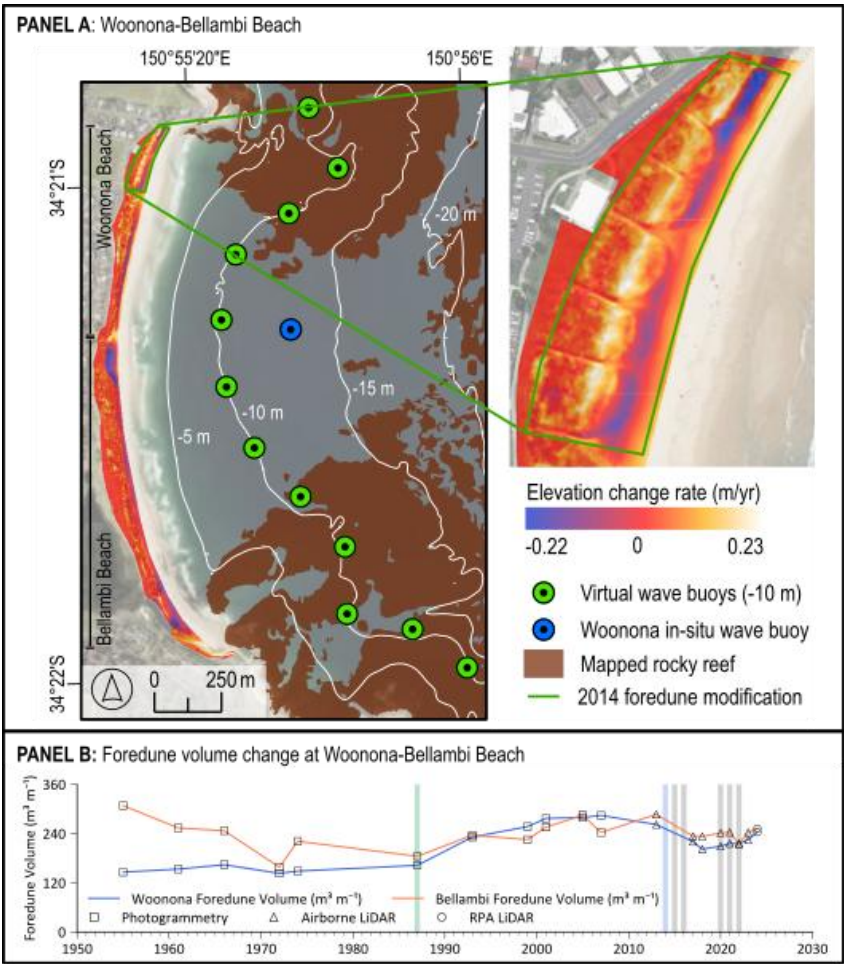 PANEL A: Woonona-Bellambi Beach
150°55'20"E
150°56'E
34°21'S
34°22'S
Woonona Beach
Bellambi Beach
-5 m
-10 m
-15 m
-20 m
0 250 m
Elevation change rate (m/yr)
-0.22 0 0.23
Virtual wave buoys (-10 m)
Woonona in-situ wave buoy
Mapped rocky reef
2014 foredune modification
PANEL B: Foredune volume change at Woonona-Bellambi Beach
Foredune Volume (m³ m⁻¹)
360
240
120
0
Woonona Foredune Volume (m³ m⁻¹) Bellambi Foredune Volume (m³ m⁻¹)
Photogrammetry Airborne LiDAR RPA LiDAR
1950 1960 1970 1980 1990 2000 2010 2020 2030